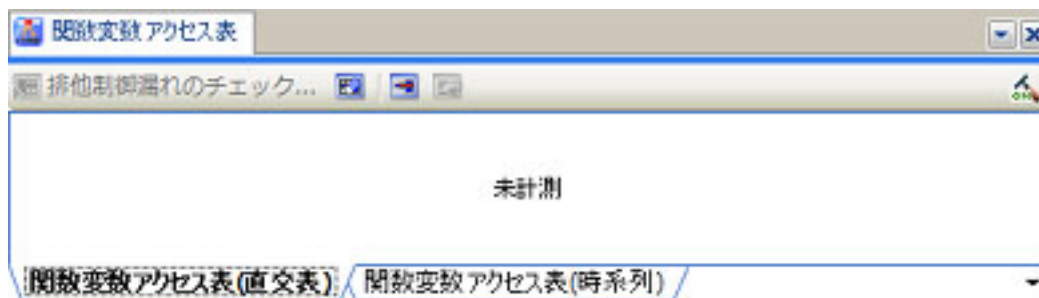 関数変数アクセス表
排他制御漏れのチェック...
未計測
関数変数アクセス表(直交表) 関数変数アクセス表(時系列)